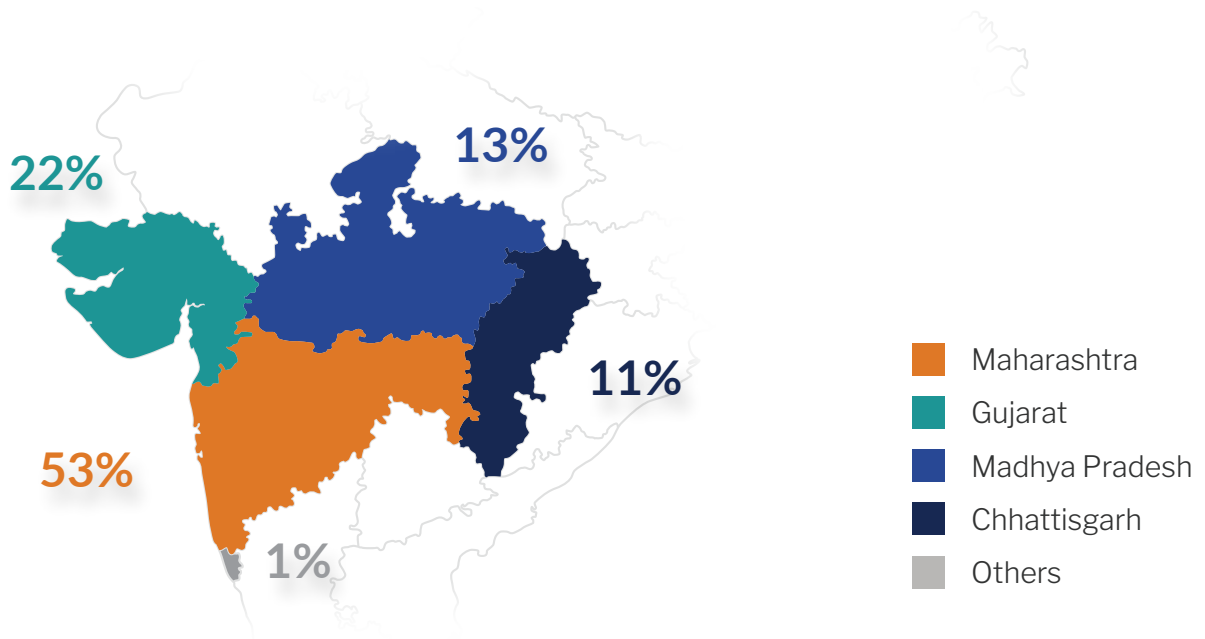 13%
22%
11%
53%
1%
Maharashtra
Gujarat
Madhya Pradesh
Chhattisgarh
Others